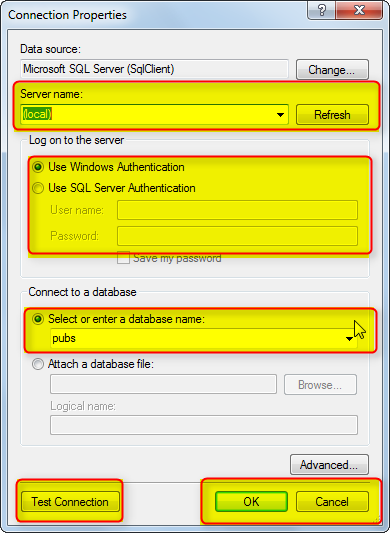 Connection Properties
Data source:
Microsoft SQL Server (SqlClient)
Change...
Server name:
(local)
Refresh
Log on to the server
Use Windows Authentication
Use SQL Server Authentication
User name:
Password:
Save my password
Connect to a database
Select or enter a database name:
pubs
Attach a database file:
Browse...
Logical name:
Advanced...
Test Connection
OK
Cancel